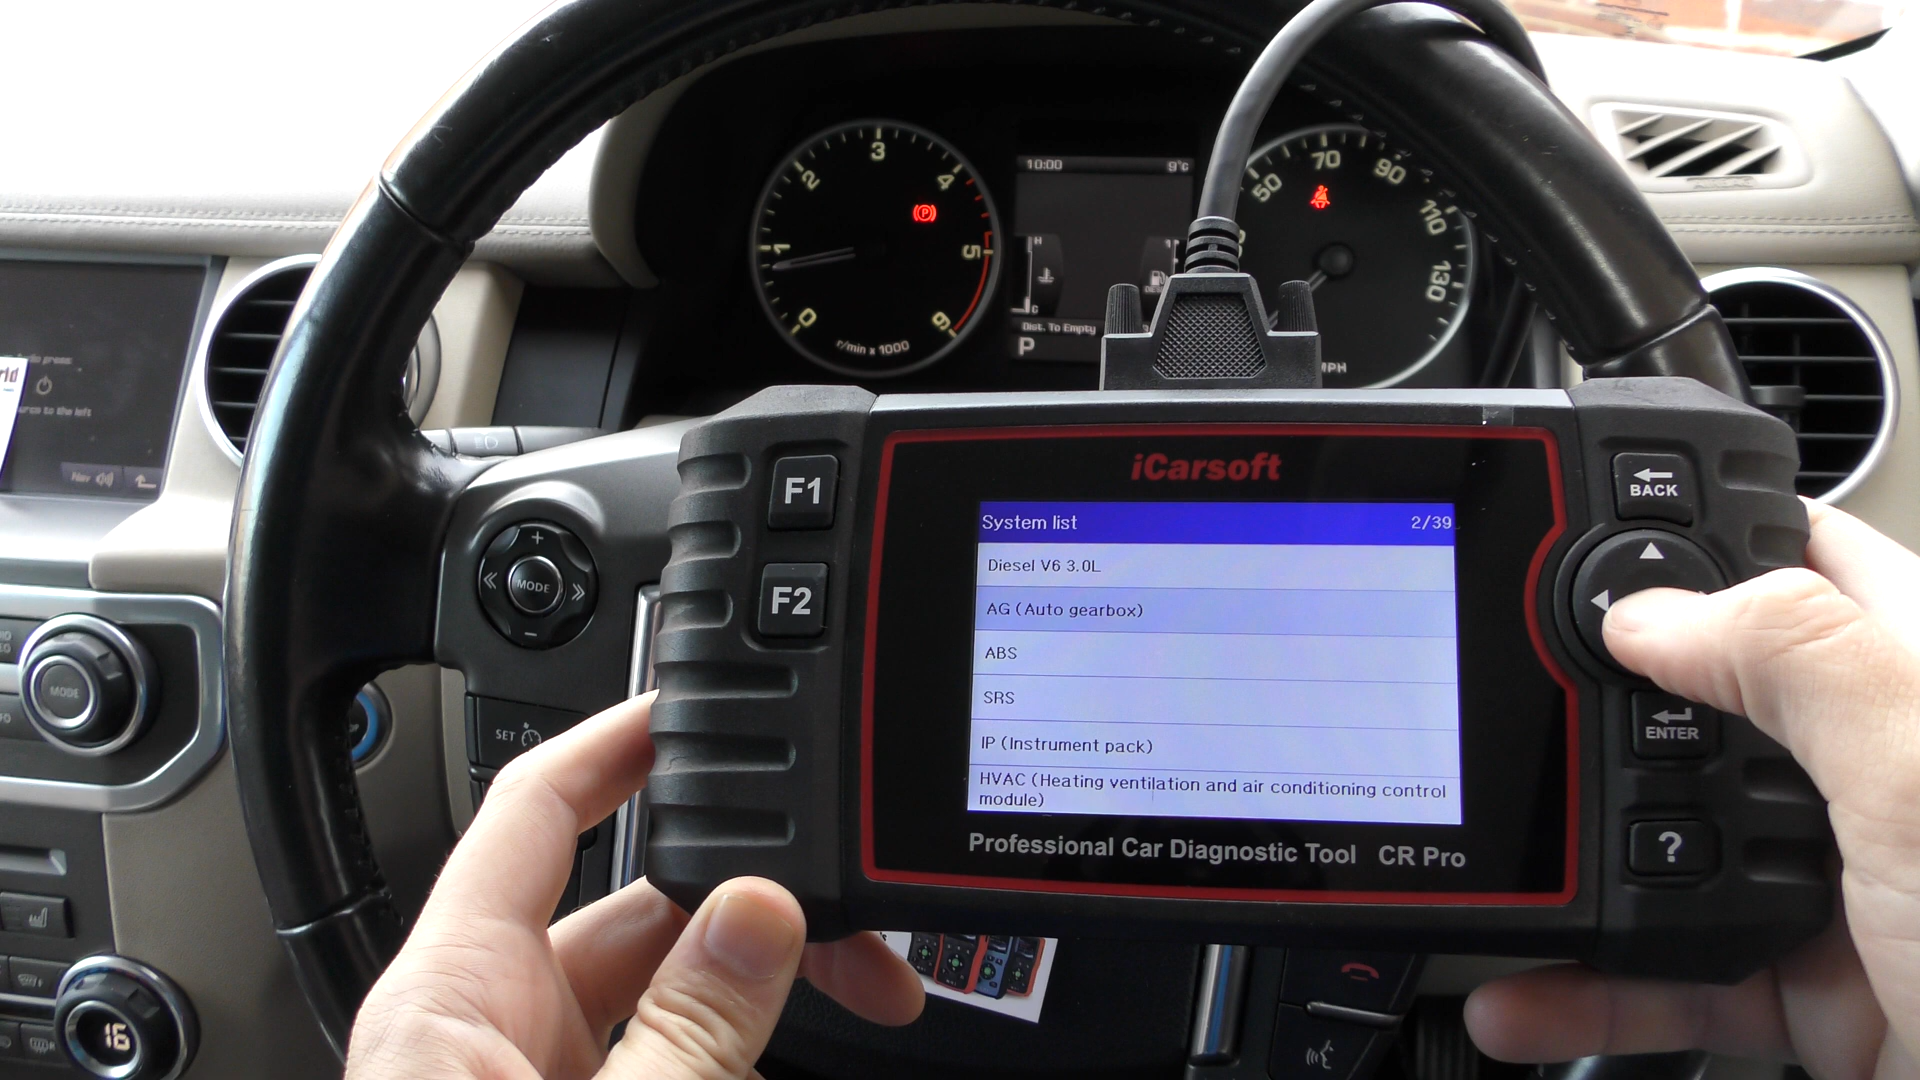 10:00
9°C
0
1
2
3
4
5
6
r/min x 1000
50
70
90
110
130
MPH
H
C
Dist. To Empty
P
Nav
MODE
SET
MODE
16
iCarsoft
F1
F2
BACK
ENTER
?
System list 2/39
Diesel V6 3.0L
AG (Auto gearbox)
ABS
SRS
IP (Instrument pack)
HVAC (Heating ventilation and air conditioning control
module)
Professional Car Diagnostic Tool CR Pro